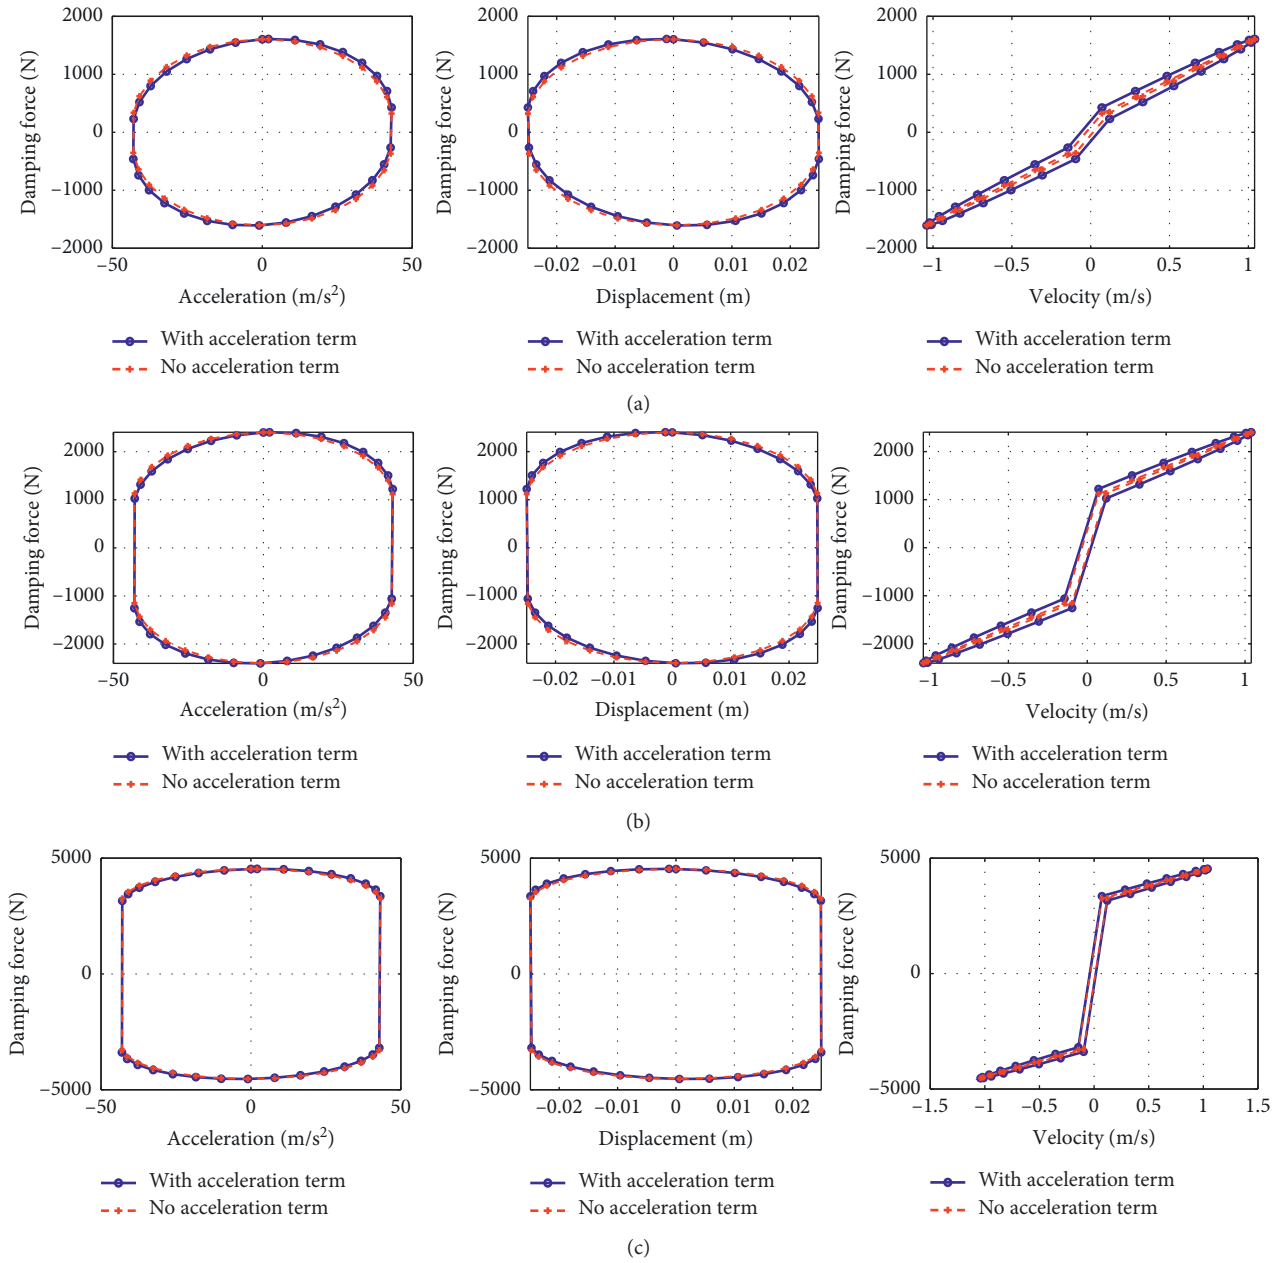 2000
1000
0
−1000
−2000
−50 0 50
Damping force (N)
Acceleration (m/s2)
With acceleration term
No acceleration term
−0.02 −0.01 0 0.01 0.02
2000
1000
0
−1000
−2000
Damping force (N)
Displacement (m)
With acceleration term
No acceleration term
2000
1000
0
−1000
−2000
−1 −0.5 0 0.5 1
Damping force (N)
Velocity (m/s)
With acceleration term
No acceleration term
(a)
2000
1000
0
−1000
−2000
−50 0 50
Damping force (N)
Acceleration (m/s2)
With acceleration term
No acceleration term
2000
1000
0
−1000
−2000
−0.02 −0.01 0 0.01 0.02
Damping force (N)
Displacement (m)
With acceleration term
No acceleration term
2000
1000
0
−1000
−2000
−1 −0.5 0 0.5 1
Damping force (N)
Velocity (m/s)
With acceleration term
No acceleration term
(b)
5000
0
−5000
−50 0 50
Damping force (N)
Acceleration (m/s2)
With acceleration term
No acceleration term
5000
0
−5000
−0.02 −0.01 0 0.01 0.02
Damping force (N)
Displacement (m)
With acceleration term
No acceleration term
5000
0
−5000
−1.5 −1 −0.5 0 0.5 1 1.5
Damping force (N)
Velocity (m/s)
With acceleration term
No acceleration term
(c)